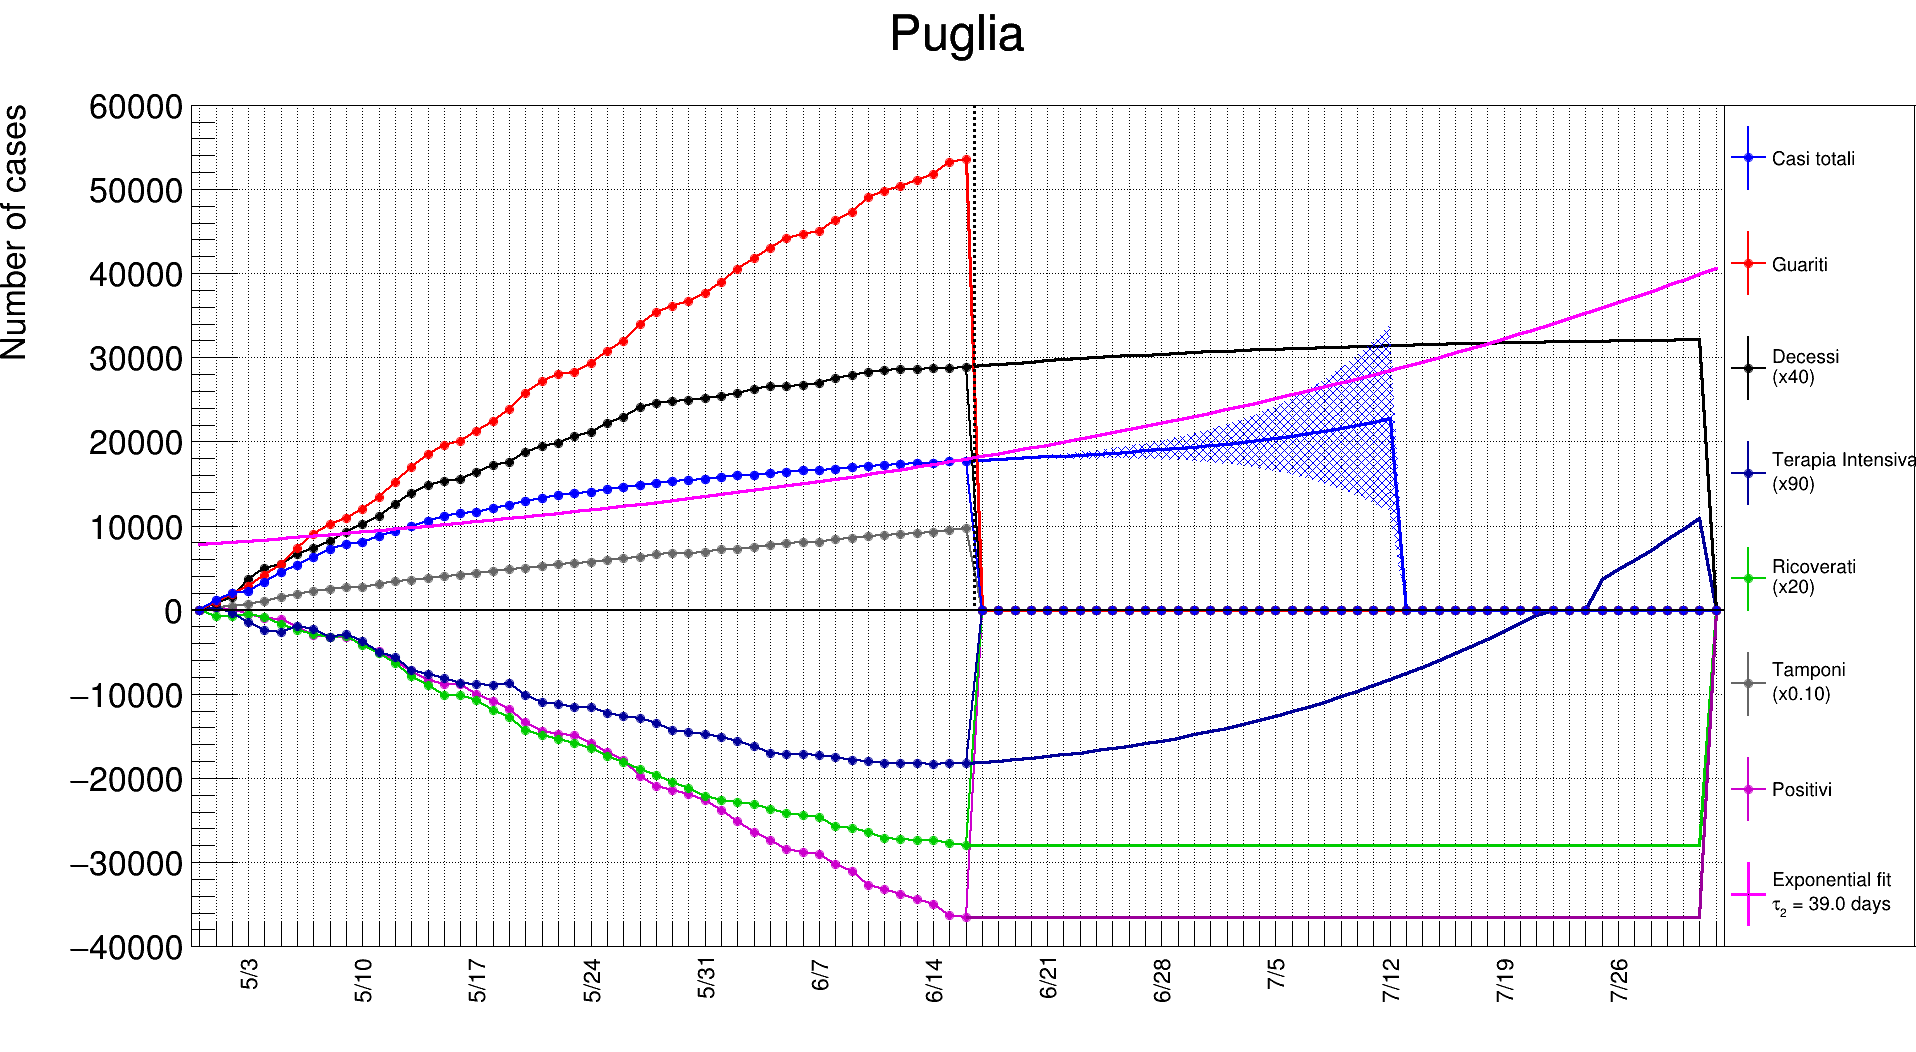 Puglia
Number of cases
60000
50000
40000
30000
20000
10000
0
−10000
−20000
−30000
−40000
5/3
5/10
5/17
5/24
5/31
6/7
6/14
6/21
6/28
7/5
7/12
7/19
7/26
Casi totali
Guariti
Decessi
(x40)
Terapia Intensiva
(x90)
Ricoverati
(x20)
Tamponi
(x0.10)
Positivi
Exponential fit
τ2 = 39.0 days